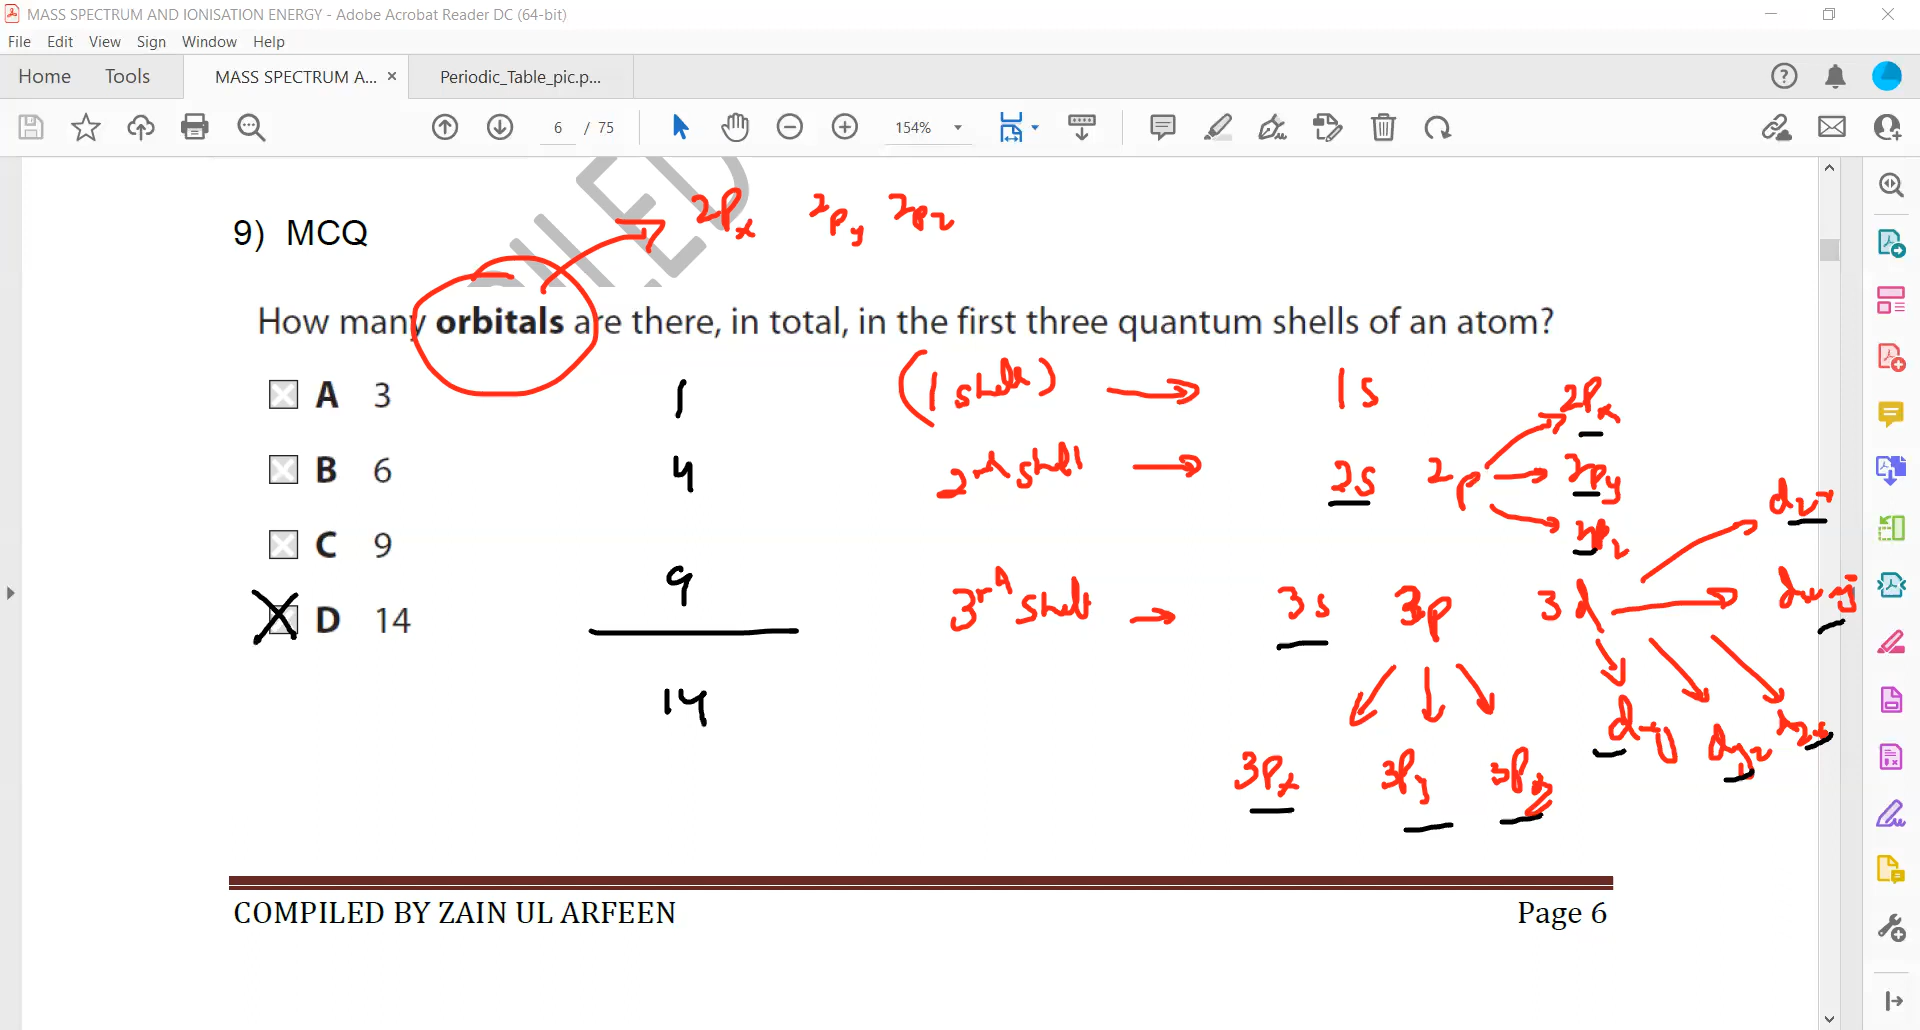 MASS SPECTRUM AND IONISATION ENERGY - Adobe Acrobat Reader DC (64-bit)
File Edit View Sign Window Help
Home Tools MASS SPECTRUM A... × Periodic_Table_pic.p...
6 / 75 154%
9) MCQ
2Px 2Py 2Pz
How many orbitals are there, in total, in the first three quantum shells of an atom?
A 3 1 (1 shell) → 1s
2Px
B 6 4 2nd shell → 2s 2p
2Py
2Pz
C 9
9 3rd shell → 3s 3p 3d
D 14
14
dxy dyz
3Px 3Py 3Pz
COMPILED BY ZAIN UL ARFEEN Page 6